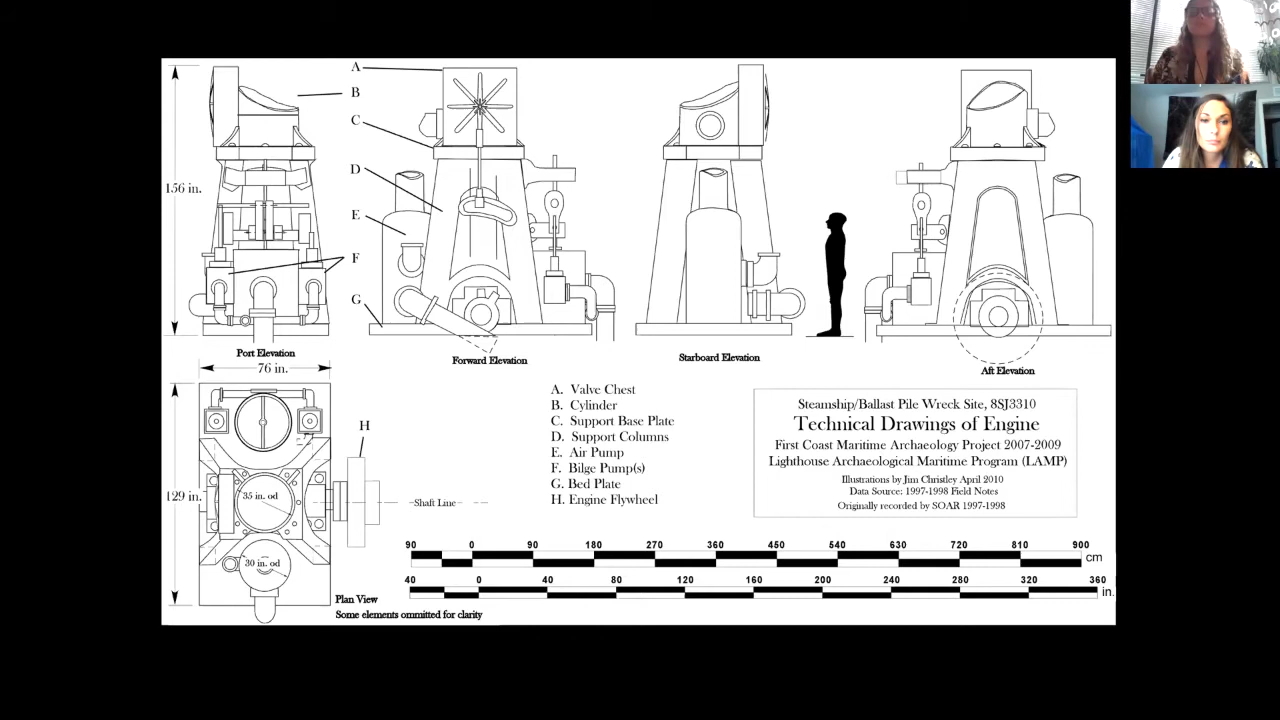 A
B
C
D
E
F
G
156 in.
Port Elevation
76 in.
Forward Elevation
Starboard Elevation
Aft Elevation
H
129 in.
35 in. od
30 in. od
Shaft Line
A. Valve Chest
B. Cylinder
C. Support Base Plate
D. Support Columns
E. Air Pump
F. Bilge Pump(s)
G. Bed Plate
H. Engine Flywheel
Steamship/Ballast Pile Wreck Site, 8SJ3310
Technical Drawings of Engine
First Coast Maritime Archaeology Project 2007-2009
Lighthouse Archaeological Maritime Program (LAMP)
Illustrations by Jim Christley April 2010
Data Source: 1997-1998 Field Notes
Originally recorded by SOAR 1997-1998
90 0 90 180 270 360 450 540 630 720 810 900
cm
40 0 40 80 120 160 200 240 280 320 360
in.
Plan View
Some elements ommitted for clarity